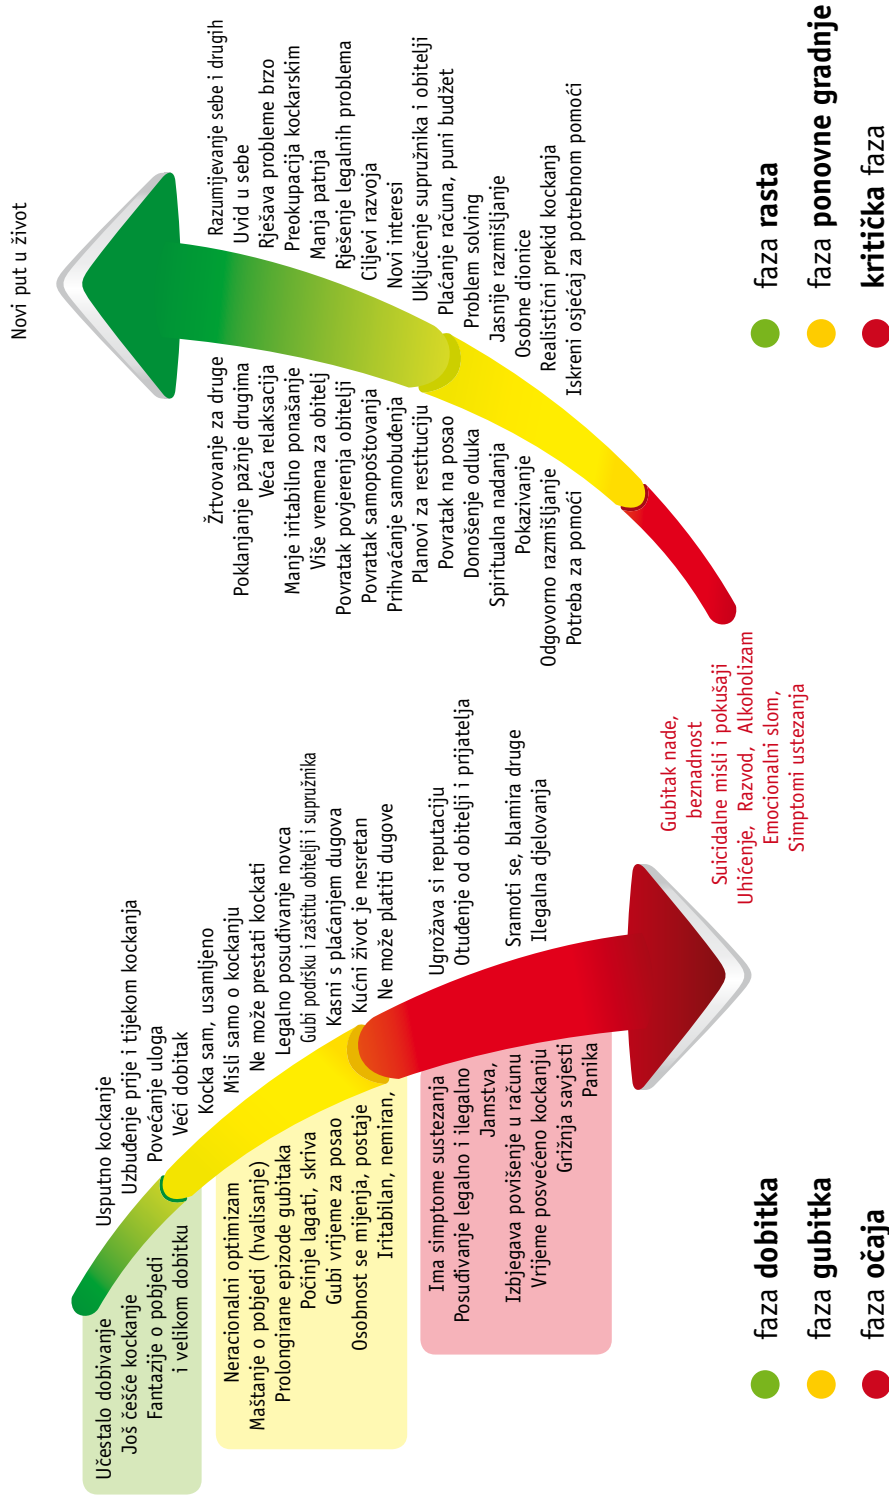 Učestalo dobivanje
Još češće kockanje
Fantazije o pobjedi
i velikom dobitku
Usputno kockanje
Uzbuđenje prije i tijekom kockanja
Povećanje uloga
Veći dobitak
Kocka sam, usamljeno
Misli samo o kockanju
Ne može prestati kockati
Legalno posuđivanje novca
Gubi podršku i zaštitu obitelji i supružnika
Kasni s plaćanjem dugova
Kućni život je nesretan
Ne može platiti dugove
Neracionalni optimizam
Maštanje o pobjedi (hvalisanje)
Prolongirane epizode gubitaka
Počinje lagati, skriva
Gubi vrijeme za posao
Osobnost se mijenja, postaje
Iritabilan, nemiran,
Ima simptome sustezanja
Posuđivanje legalno i ilegalno
Jamstva,
Izbjegava povišenje u računu
Vrijeme posvećeno kockanju
Grižnja savjesti
Panika
Ugrožava si reputaciju
Otuđenje od obitelji i prijatelja
Sramoti se, blamira druge
Ilegalna djelovanja
Gubitak nade,
beznadnost
Suicidalne misli i pokušaji
Uhićenje, Razvod, Alkoholizam
Emocionalni slom,
Simptomi ustezanja
Žrtvovanje za druge
Poklanjanje pažnje drugima
Veća relaksacija
Manje iritabilno ponašanje
Više vremena za obitelj
Povratak povjerenja obitelji
Povratak samopoštovanja
Prihvaćanje samobuđenja
Planovi za restituciju
Povratak na posao
Donošenje odluka
Spiritualna nadanja
Pokazivanje
Odgovorno razmišljanje
Potreba za pomoći
Novi put u život
Razumijevanje sebe i drugih
Uvid u sebe
Rješava probleme brzo
Preokupacija kockarskim
Manja patnja
Rješenje legalnih problema
Ciljevi razvoja
Novi interesi
Uključenje supružnika i obitelji
Plaćanje računa, puni budžet
Problem solving
Jasnije razmišljanje
Osobne dionice
Realistični prekid kockanja
Iskreni osjećaj za potrebnom pomoći
faza dobitka
faza gubitka
faza očaja
faza rasta
faza ponovne gradnje
kritička faza